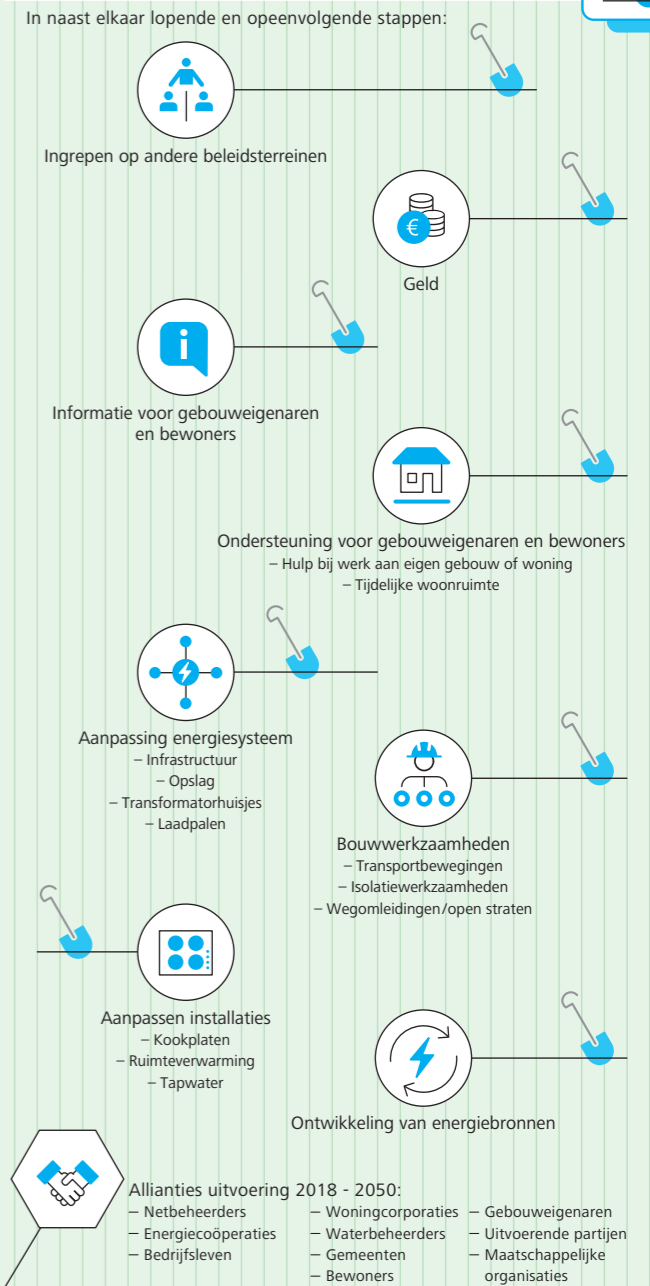 In naast elkaar lopende en opeenvolgende stappen:
Ingrepen op andere beleidsterreinen
€
Geld
i
Informatie voor gebouweigenaren
en bewoners
Ondersteuning voor gebouweigenaren en bewoners
– Hulp bij werk aan eigen gebouw of woning
– Tijdelijke woonruimte
Aanpassing energiesysteem
– Infrastructuur
– Opslag
– Transformatorhuisjes
– Laadpalen
Bouwwerkzaamheden
– Transportbewegingen
– Isolatiewerkzaamheden
– Wegomleidingen/open straten
Aanpassen installaties
– Kookplaten
– Ruimteverwarming
– Tapwater
Ontwikkeling van energiebronnen
Allianties uitvoering 2018 - 2050:
– Netbeheerders
– Energiecoöperaties
– Bedrijfsleven
– Woningcorporaties
– Waterbeheerders
– Gemeenten
– Bewoners
– Gebouweigenaren
– Uitvoerende partijen
– Maatschappelijke
organisaties